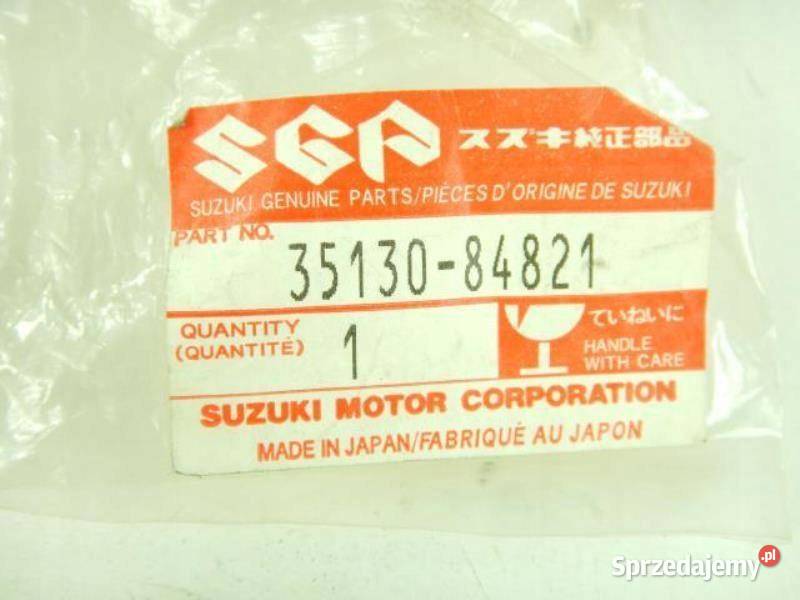 SGP スズキ純正部品
SUZUKI GENUINE PARTS/PIÈCES D'ORIGINE DE SUZUKI
PART NO. 35130-84821
QUANTITY
(QUANTITÉ) 1
ていねいに
HANDLE
WITH CARE
SUZUKI MOTOR CORPORATION
MADE IN JAPAN/FABRIQUÉ AU JAPON
Sprzedajemy.pl